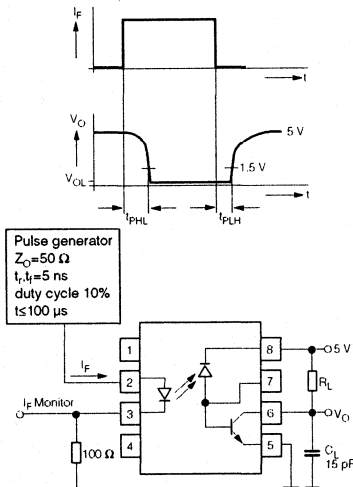 I_F
t
V_O
5 V
1.5 V
V_OL
t
t_PHL
t_PLH
Pulse generator
Z_O=50 Ω
t_r,t_f=5 ns
duty cycle 10%
t≤100 µs
I_F
1
2
3
4
8
7
6
5
5 V
R_L
V_O
C_L
15 pF
I_F Monitor
100 Ω